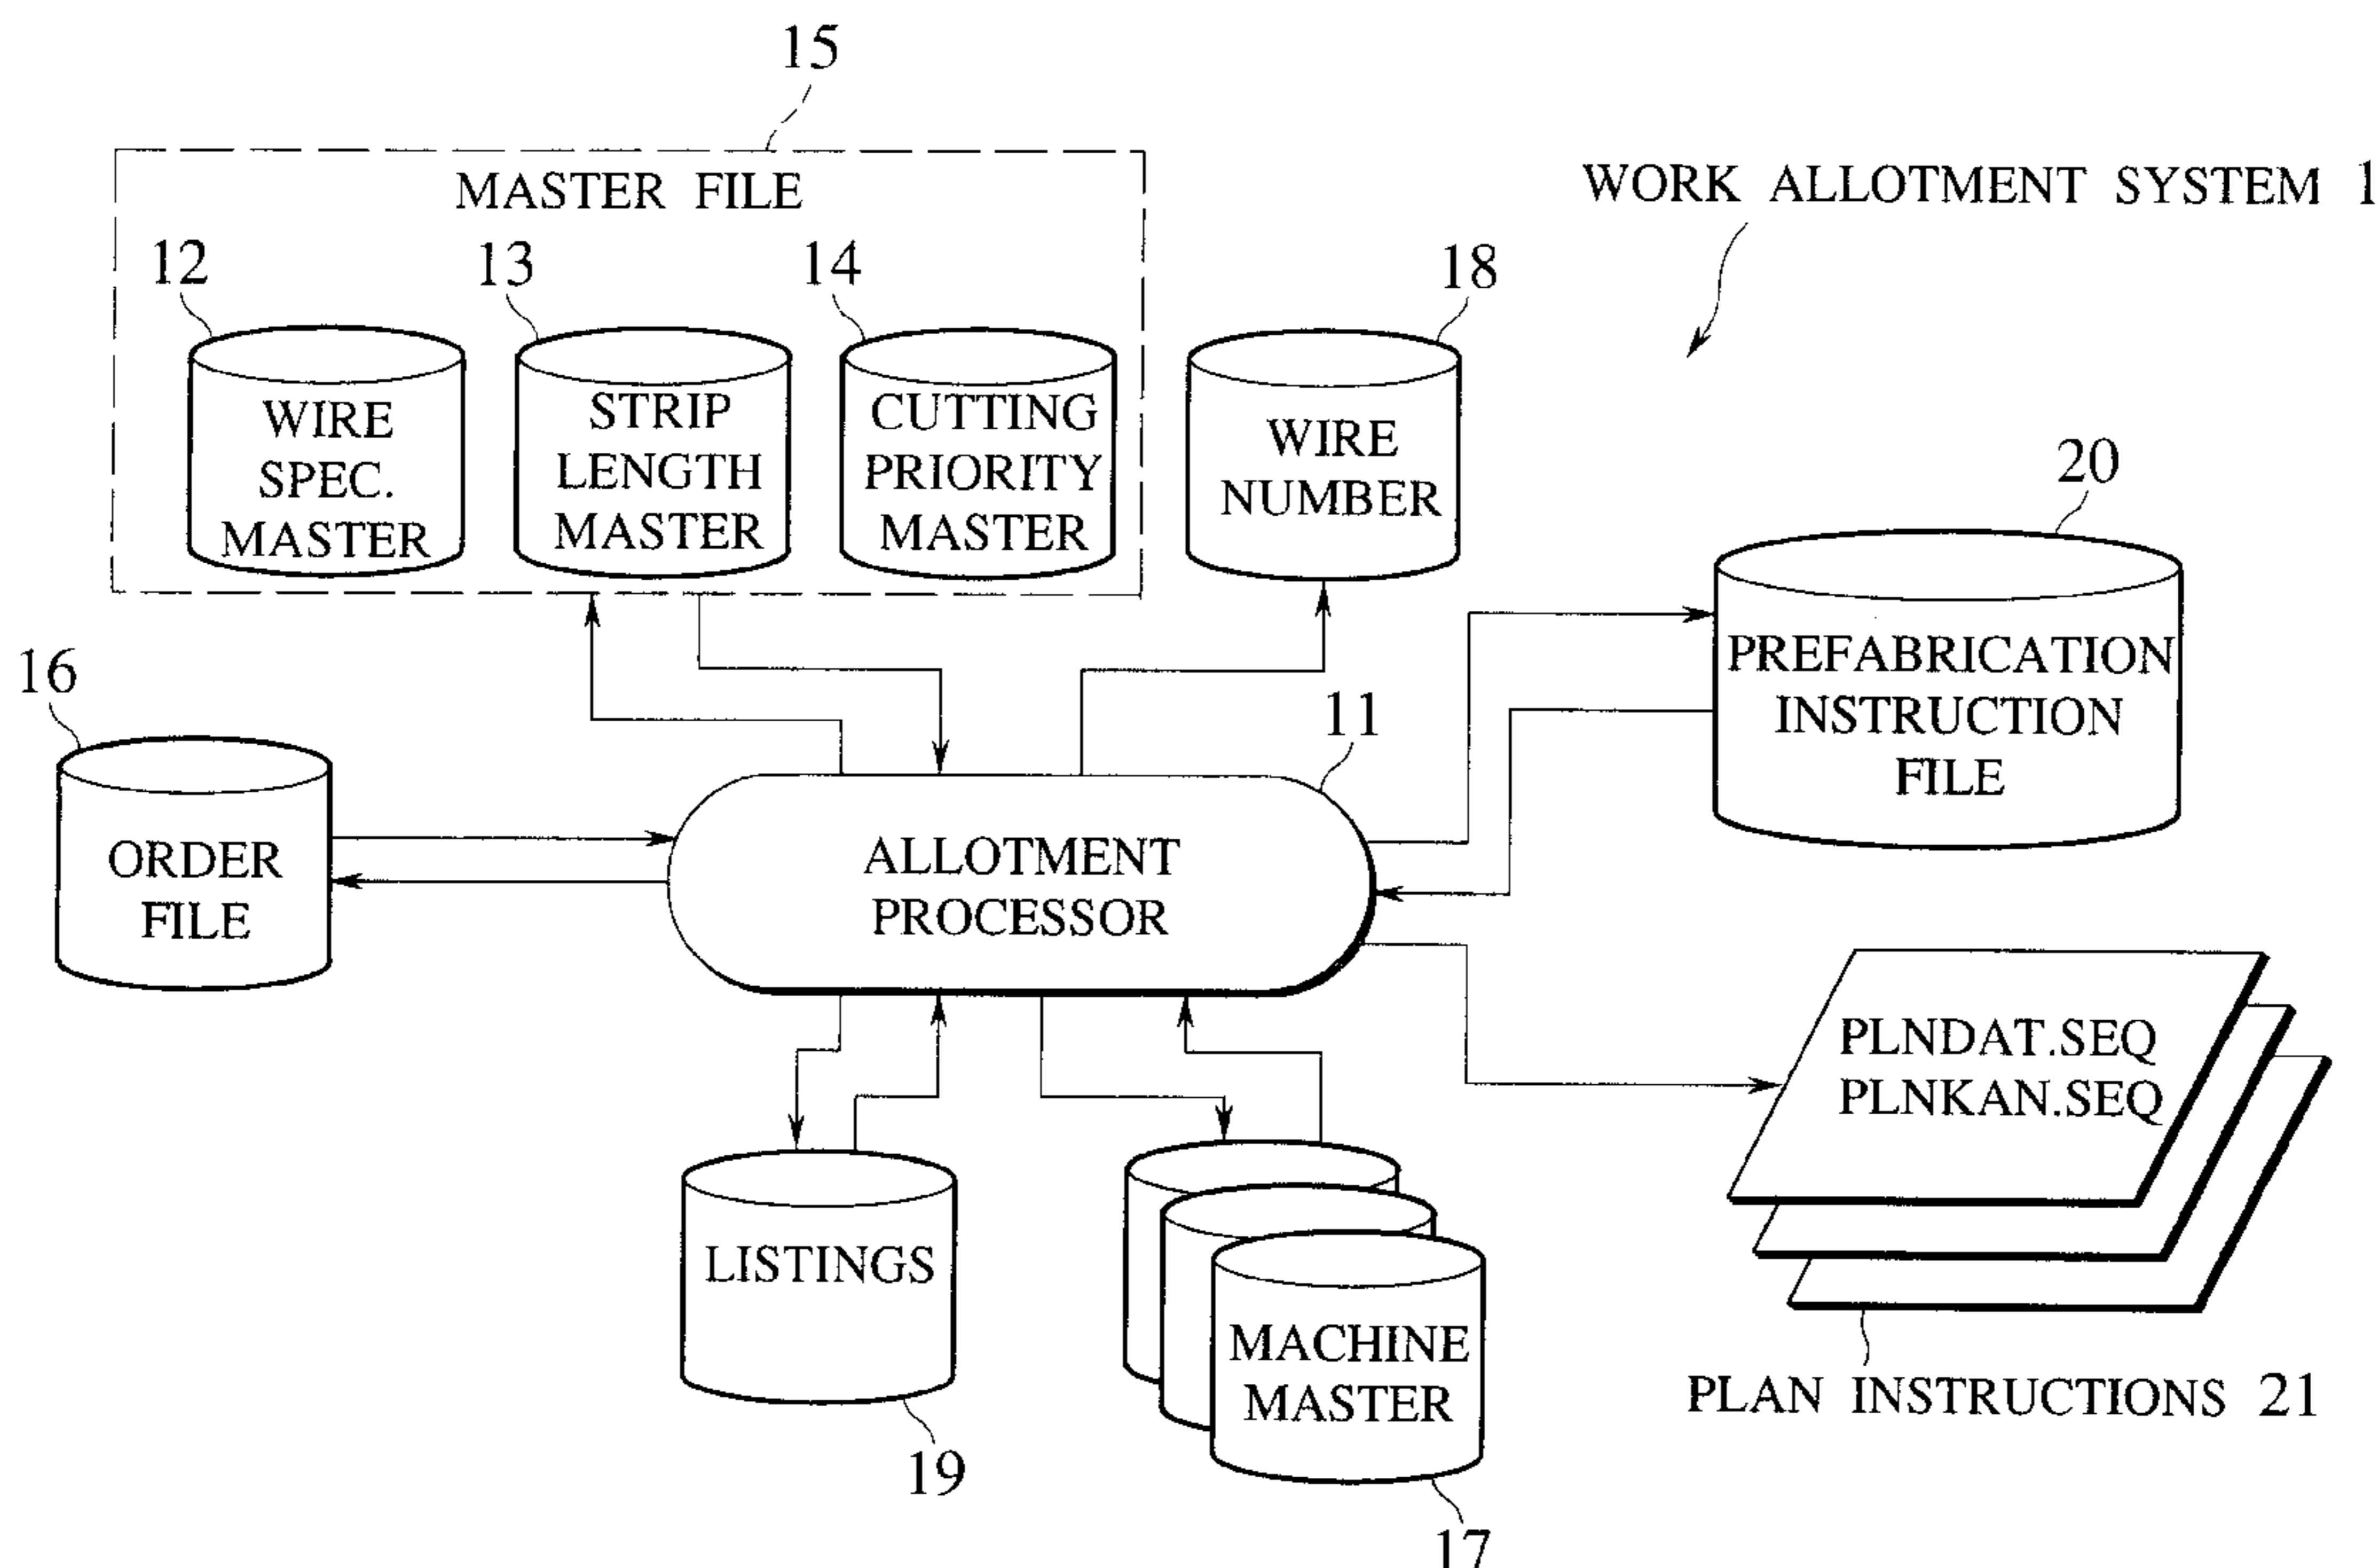 15
MASTER FILE
WORK ALLOTMENT SYSTEM 1
12
13
14
18
WIRE
SPEC.
MASTER
STRIP
LENGTH
MASTER
CUTTING
PRIORITY
MASTER
WIRE
NUMBER
20
PREFABRICATION
INSTRUCTION
FILE
16
ORDER
FILE
11
ALLOTMENT
PROCESSOR
PLNDAT.SEQ
PLNKAN.SEQ
PLAN INSTRUCTIONS 21
LISTINGS
19
MACHINE
MASTER
17